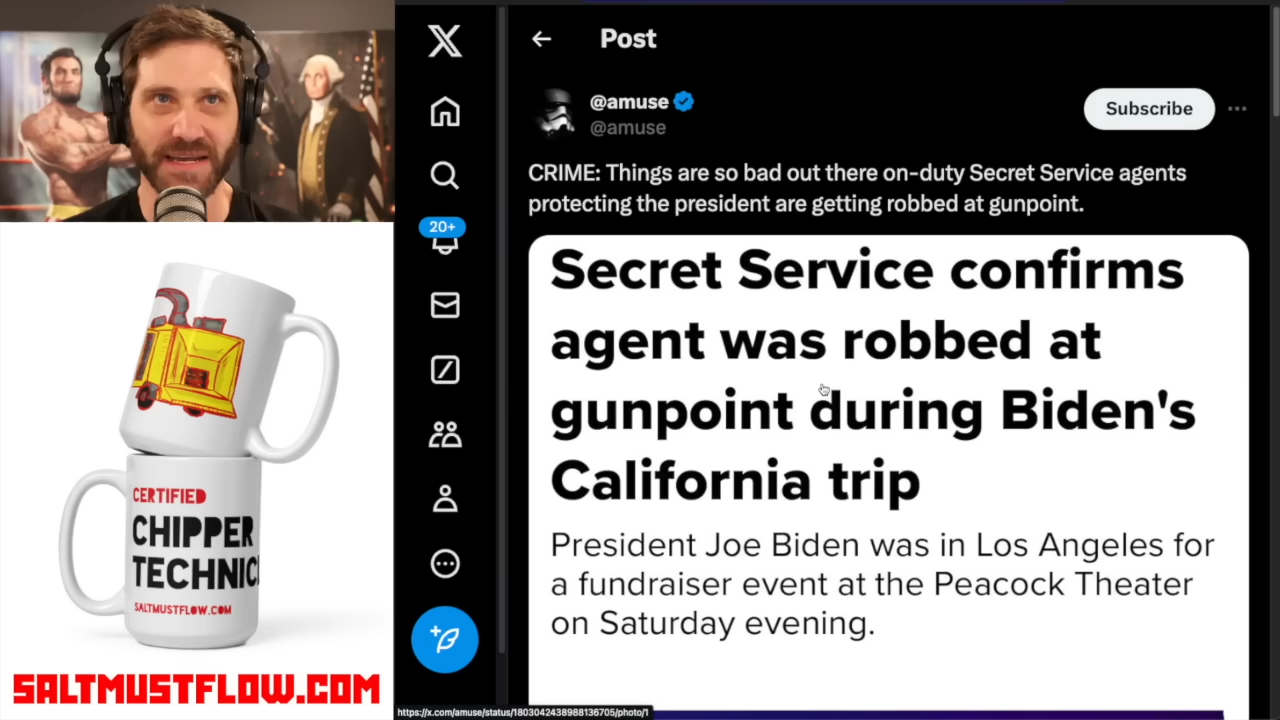 Post
@amuse
@amuse
Subscribe
CRIME: Things are so bad out there on-duty Secret Service agents
protecting the president are getting robbed at gunpoint.
20+
Secret Service confirms
agent was robbed at
gunpoint during Biden's
California trip
President Joe Biden was in Los Angeles for
a fundraiser event at the Peacock Theater
on Saturday evening.
CERTIFIED
CHIPPER
TECHNIC
SALTMUSTFLOW.COM
SALTMUSTFLOW.COM
https://x.com/amuse/status/1803042438988136705/photo/1